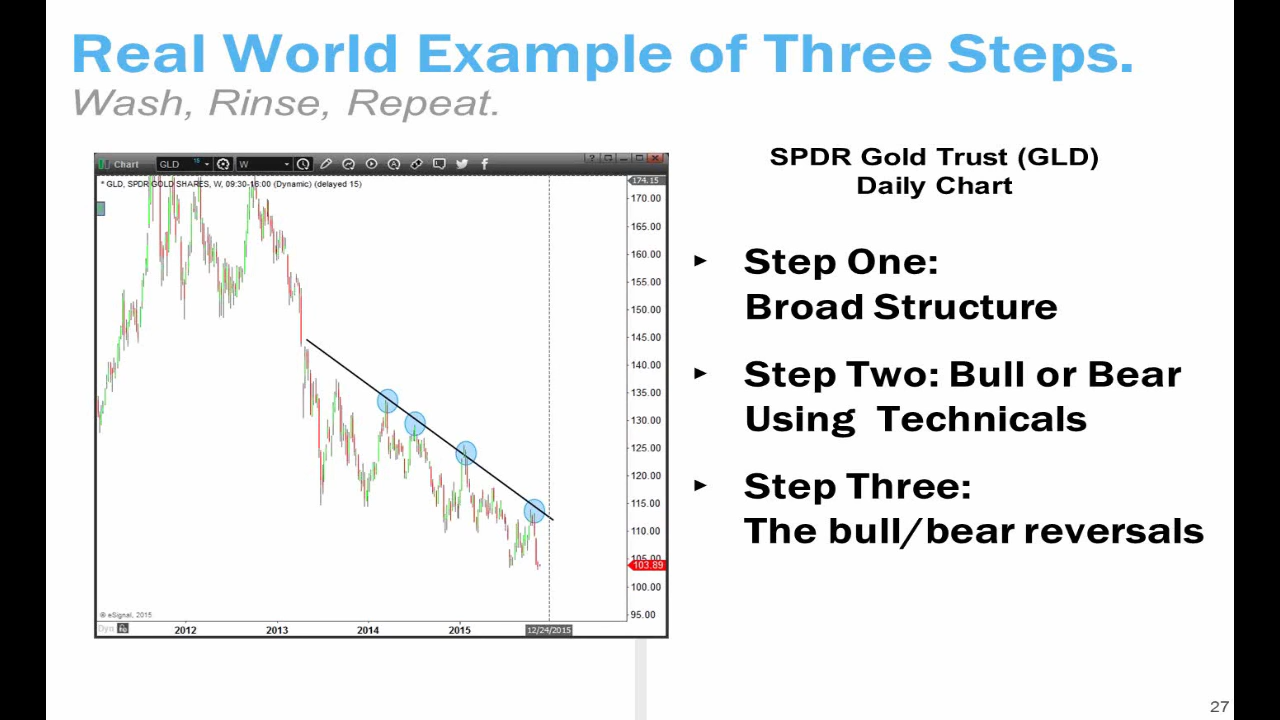 Real World Example of Three Steps.
Wash, Rinse, Repeat.
Chart GLD 15 W
* GLD, SPDR GOLD SHARES, W, 09:30-16:00 (Dynamic) (delayed 15)
174.15
170.00
165.00
160.00
155.00
150.00
145.00
140.00
135.00
130.00
125.00
120.00
115.00
110.00
105.00
103.89
100.00
95.00
© eSignal, 2015
Dyn
2012 2013 2014 2015 12/24/2015
SPDR Gold Trust (GLD)
Daily Chart
► Step One:
Broad Structure
► Step Two: Bull or Bear
Using Technicals
► Step Three:
The bull/bear reversals
27